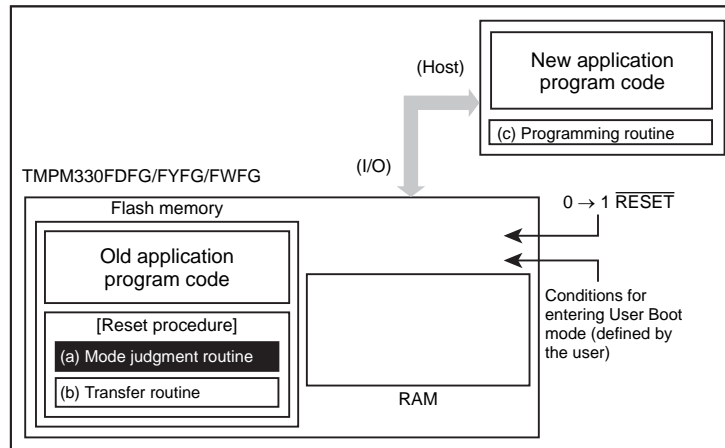 New application
program code
(Host)
(c) Programming routine
(I/O)
TMPM330FDFG/FYFG/FWFG
Flash memory
0 → 1 RESET
Old application
program code
[Reset procedure]
(a) Mode judgment routine
(b) Transfer routine
RAM
Conditions for
entering User Boot
mode (defined by
the user)